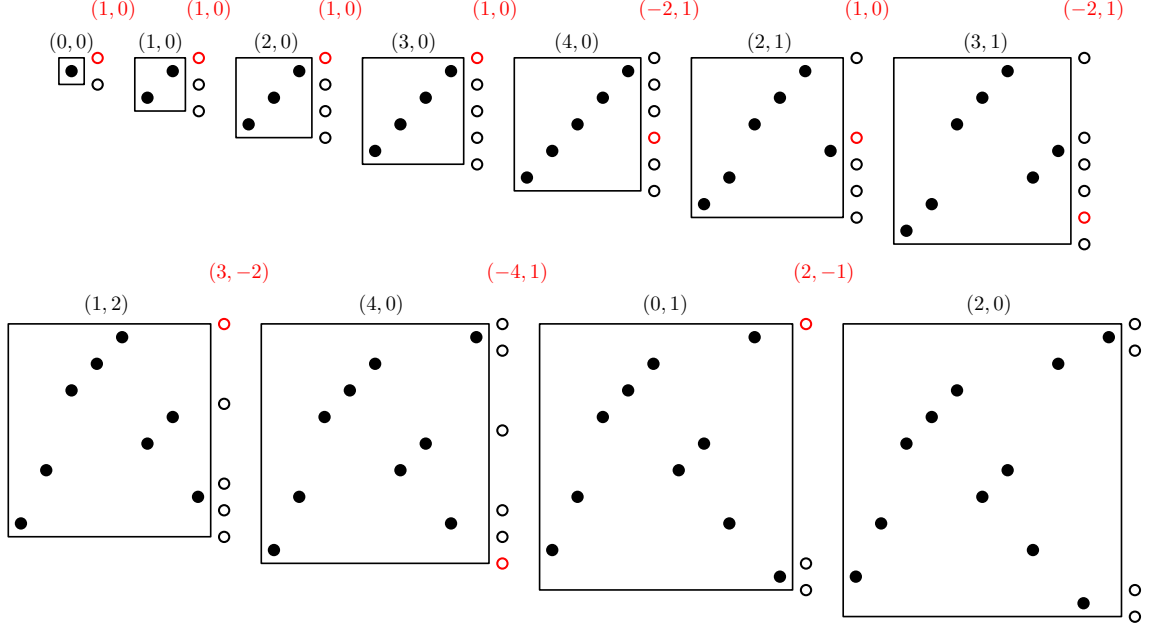 (1, 0) (1, 0) (1, 0) (1, 0) (−2, 1) (1, 0) (−2, 1)
(0, 0) (1, 0) (2, 0) (3, 0) (4, 0) (2, 1) (3, 1)
(3, −2) (−4, 1) (2, −1)
(1, 2) (4, 0) (0, 1) (2, 0)